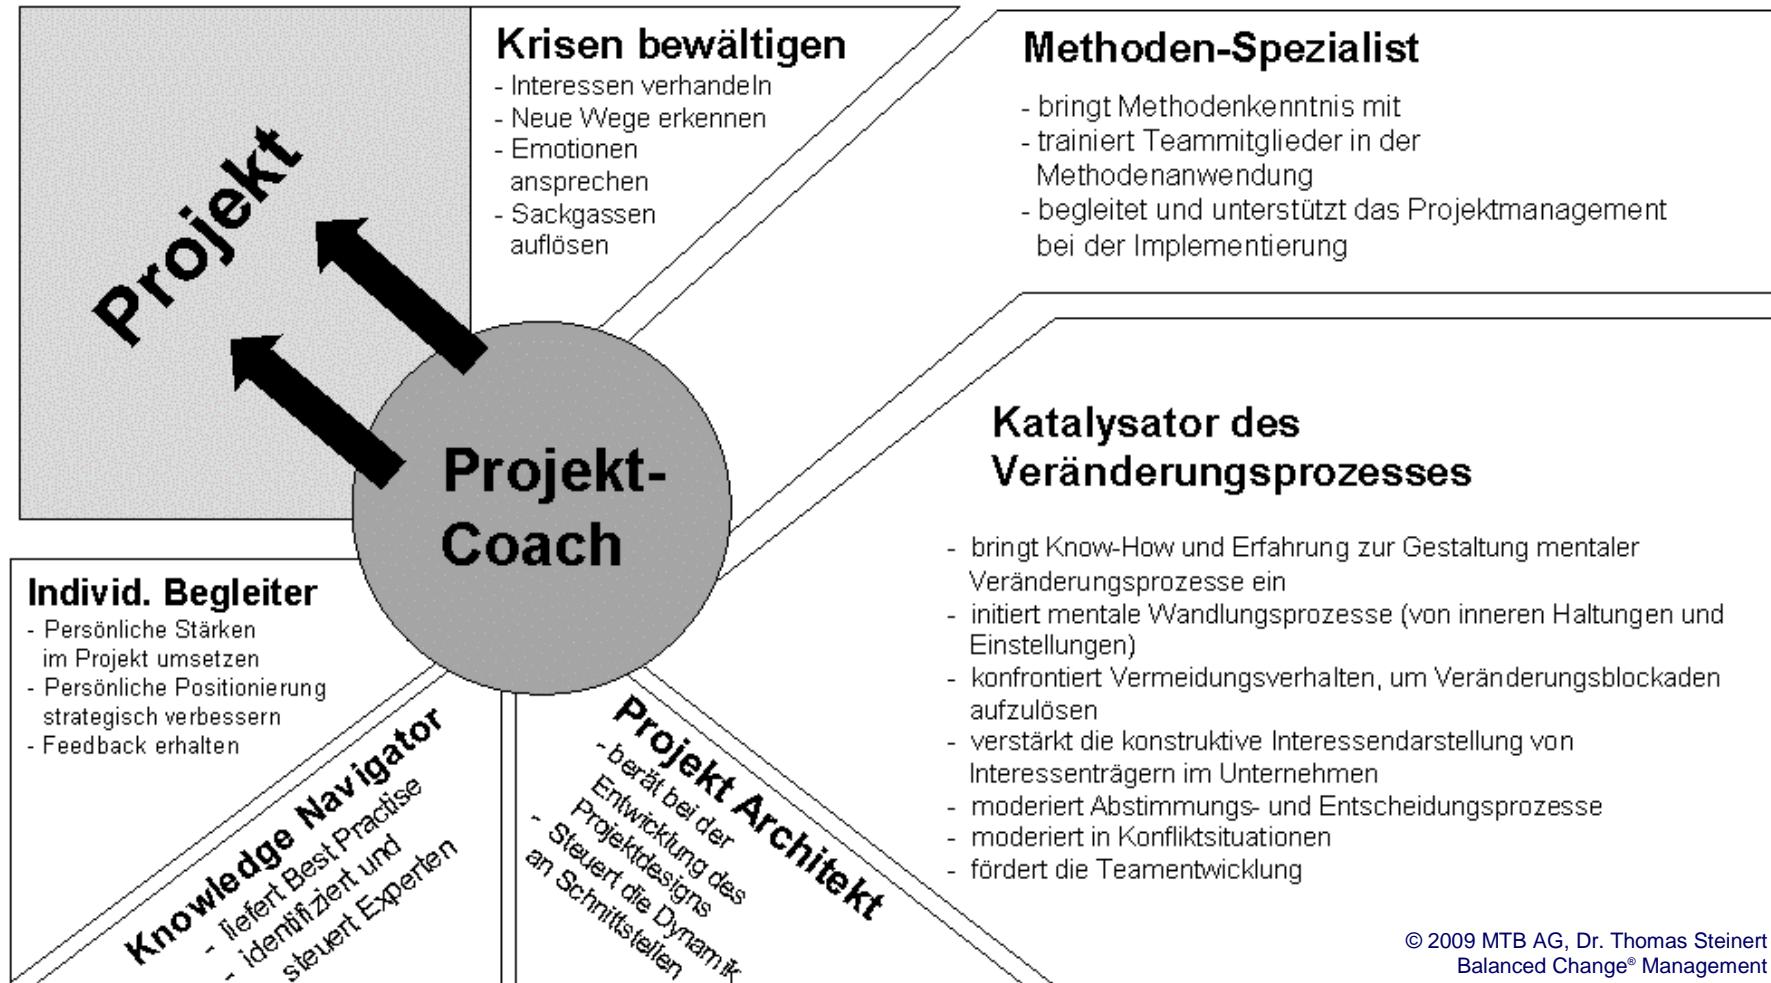 Projekt
Krisen bewältigen
- Interessen verhandeln
- Neue Wege erkennen
- Emotionen
ansprechen
- Sackgassen
auflösen
Methoden-Spezialist
- bringt Methodenkenntnis mit
- trainiert Teammitglieder in der
Methodenanwendung
- begleitet und unterstützt das Projektmanagement
bei der Implementierung
Projekt-
Coach
Katalysator des
Veränderungsprozesses
- bringt Know-How und Erfahrung zur Gestaltung mentaler
Veränderungsprozesse ein
- initiert mentale Wandlungsprozesse (von inneren Haltungen und
Einstellungen)
- konfrontiert Vermeidungsverhalten, um Veränderungsblockaden
aufzulösen
- verstärkt die konstruktive Interessendarstellung von
Interessenträgern im Unternehmen
- moderiert Abstimmungs- und Entscheidungsprozesse
- moderiert in Konfliktsituationen
- fördert die Teamentwicklung
Individ. Begleiter
- Persönliche Stärken
im Projekt umsetzen
- Persönliche Positionierung
strategisch verbessern
- Feedback erhalten
Knowledge Navigator
- liefert Best Practise
- identifiziert und
steuert Experten
Projekt Architekt
- berät bei der
Entwicklung des
Projektdesigns
- Steuert die Dynamik
an Schnittstellen
© 2009 MTB AG, Dr. Thomas Steinert
Balanced Change® Management